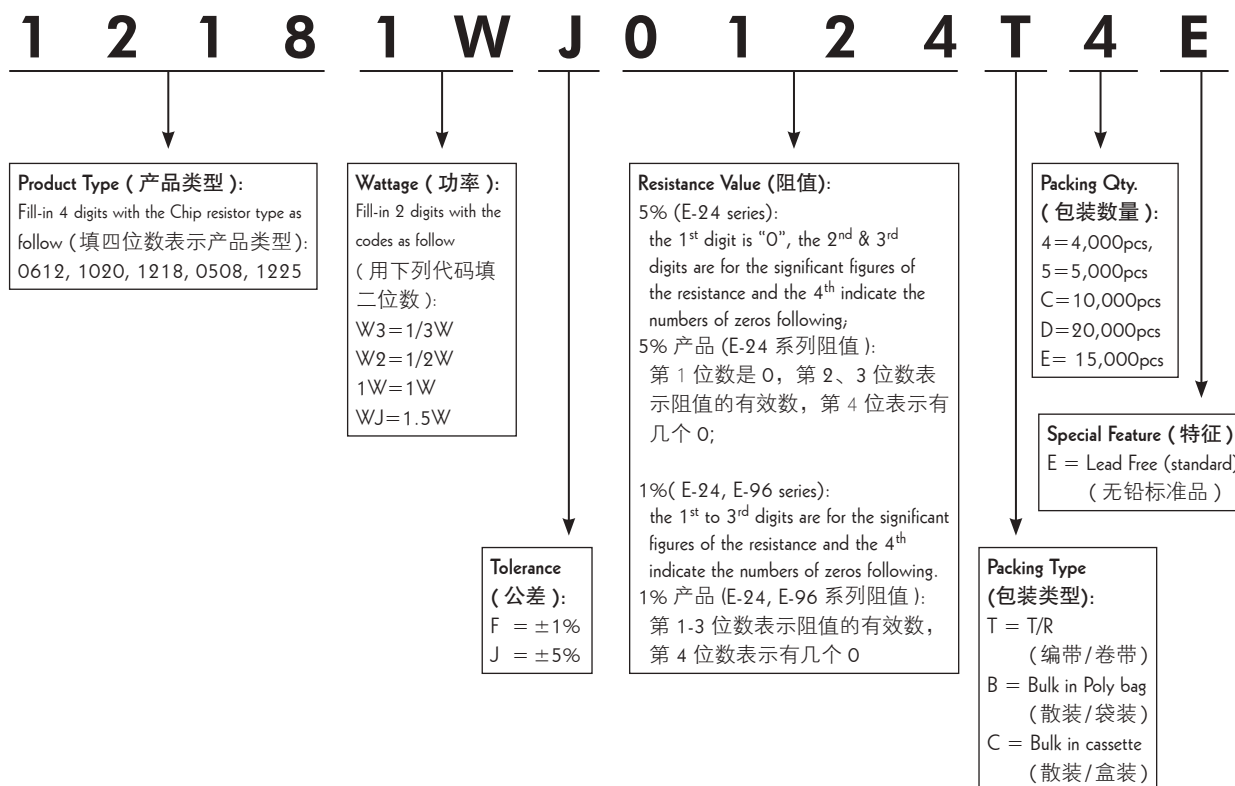 1 2 1 8 1 W J 0 1 2 4 T 4 E
Product Type ( 产品类型 ):
Fill-in 4 digits with the Chip resistor type as
follow ( 填四位数表示产品类型 ):
0612, 1020, 1218, 0508, 1225
Wattage ( 功率 ):
Fill-in 2 digits with the
codes as follow
( 用下列代码填
二位数 ):
W3=1/3W
W2=1/2W
1W=1W
WJ=1.5W
Tolerance
( 公差 ):
F = ±1%
J = ±5%
Resistance Value (阻值):
5% (E-24 series):
the 1st digit is “0”, the 2nd & 3rd
digits are for the significant figures of
the resistance and the 4th indicate the
numbers of zeros following;
5% 产品 (E-24 系列阻值 ):
第 1 位数是 0，第 2、3 位数表
示阻值的有效数，第 4 位表示有
几个 0;
1%( E-24, E-96 series):
the 1st to 3rd digits are for the significant
figures of the resistance and the 4th
indicate the numbers of zeros following.
1% 产品 (E-24, E-96 系列阻值 ):
第 1-3 位数表示阻值的有效数，
第 4 位数表示有几个 0
Packing Type
(包装类型):
T = T/R
( 编带/卷带 )
B = Bulk in Poly bag
( 散装/袋装 )
C = Bulk in cassette
( 散装/盒装 )
Packing Qty.
( 包装数量 ):
4=4,000pcs,
5=5,000pcs
C=10,000pcs
D=20,000pcs
E= 15,000pcs
Special Feature ( 特征 )
E = Lead Free (standard)
( 无铅标准品 )